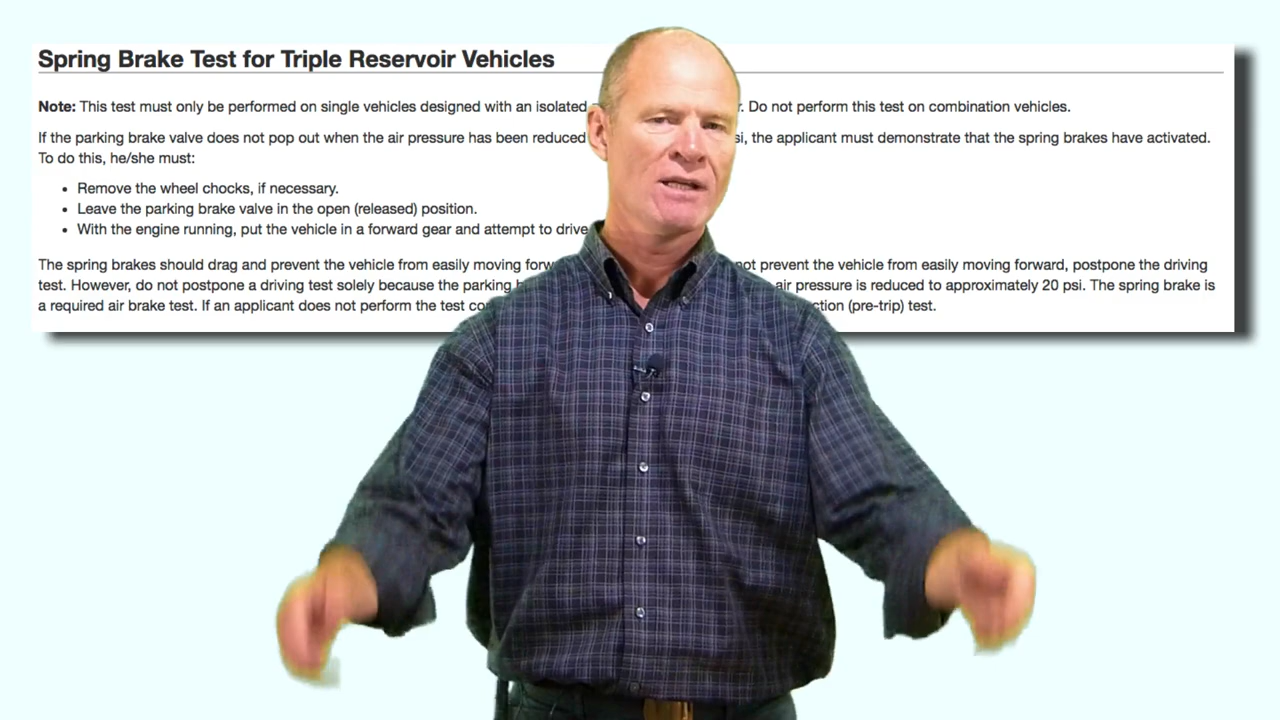 Spring Brake Test for Triple Reservoir Vehicles
Note: This test must only be performed on single vehicles designed with an isolated . Do not perform this test on combination vehicles.
If the parking brake valve does not pop out when the air pressure has been reduced si, the applicant must demonstrate that the spring brakes have activated.
To do this, he/she must:
• Remove the wheel chocks, if necessary.
• Leave the parking brake valve in the open (released) position.
• With the engine running, put the vehicle in a forward gear and attempt to drive
The spring brakes should drag and prevent the vehicle from easily moving forw not prevent the vehicle from easily moving forward, postpone the driving
test. However, do not postpone a driving test solely because the parking air pressure is reduced to approximately 20 psi. The spring brake is
a required air brake test. If an applicant does not perform the test ction (pre-trip) test.